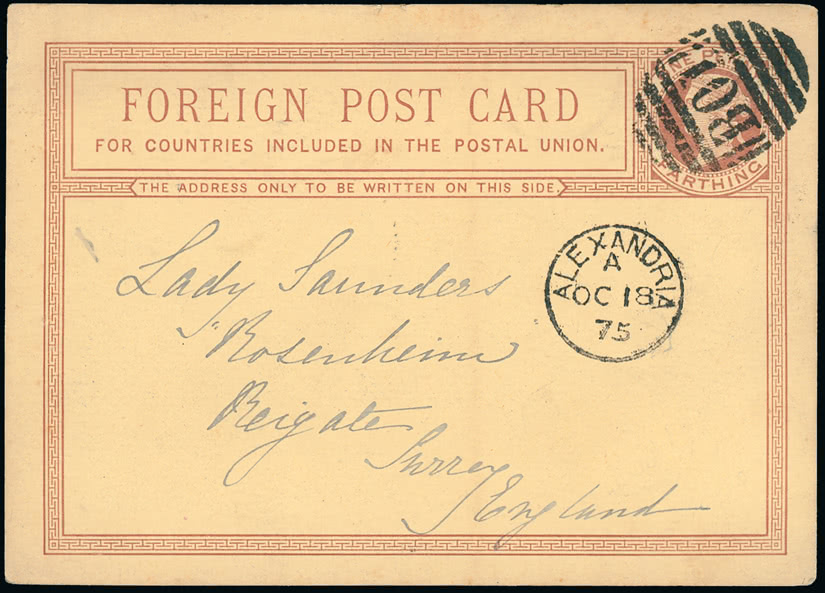 FOREIGN POST CARD
FOR COUNTRIES INCLUDED IN THE POSTAL UNION.
THE ADDRESS ONLY TO BE WRITTEN ON THIS SIDE.
FARTHING
B01
ALEXANDRIA
A
OC 18
75
Lady Saunders
"Rosenheim
Reigate
Surrey
England